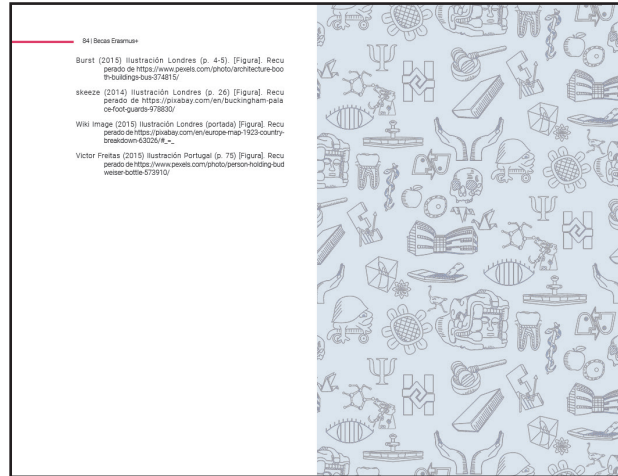 84 | Becas Erasmus+
Burst (2015) Ilustración Londres (p. 4-5). [Figura]. Recu
perado de https://www.pexels.com/photo/architecture-boo
th-buildings-bus-374815/
skeeze (2014) Ilustración Londres (p. 26) [Figura]. Recu
perado de https://pixabay.com/en/buckingham-pala
ce-foot-guards-978830/
Wiki Image (2015) Ilustración Londres (portada) [Figura]. Recu
perado de https://pixabay.com/en/europe-map-1923-country-
breakdown-63026/#_=_
Victor Freitas (2015) Ilustración Portugal (p. 75) [Figura]. Recu
perado de https://www.pexels.com/photo/person-holding-bud
weiser-bottle-573910/